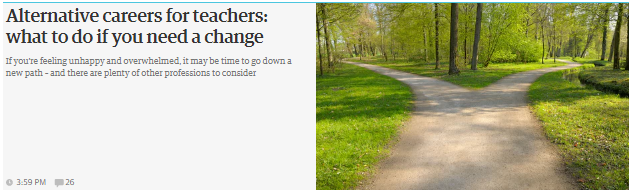 Alternative careers for teachers:
what to do if you need a change
If you're feeling unhappy and overwhelmed, it may be time to go down a
new path – and there are plenty of other professions to consider
3:59 PM 26